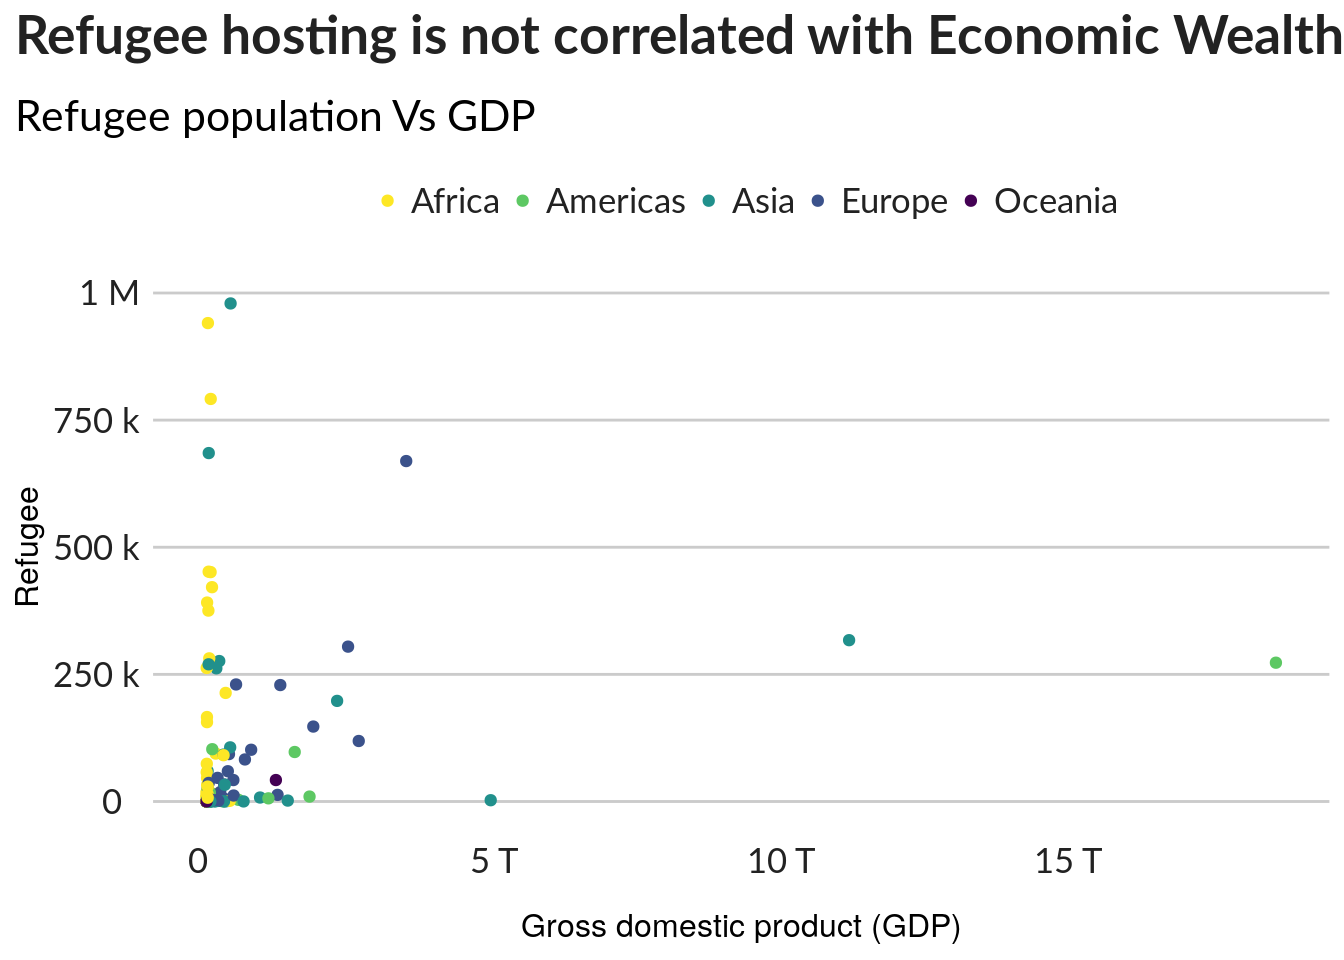 Refugee hosting is not correlated with Economic Wealth
Refugee population Vs GDP
Africa Americas Asia Europe Oceania
1 M
750 k
500 k
250 k
0
Refugee
0 5 T 10 T 15 T
Gross domestic product (GDP)